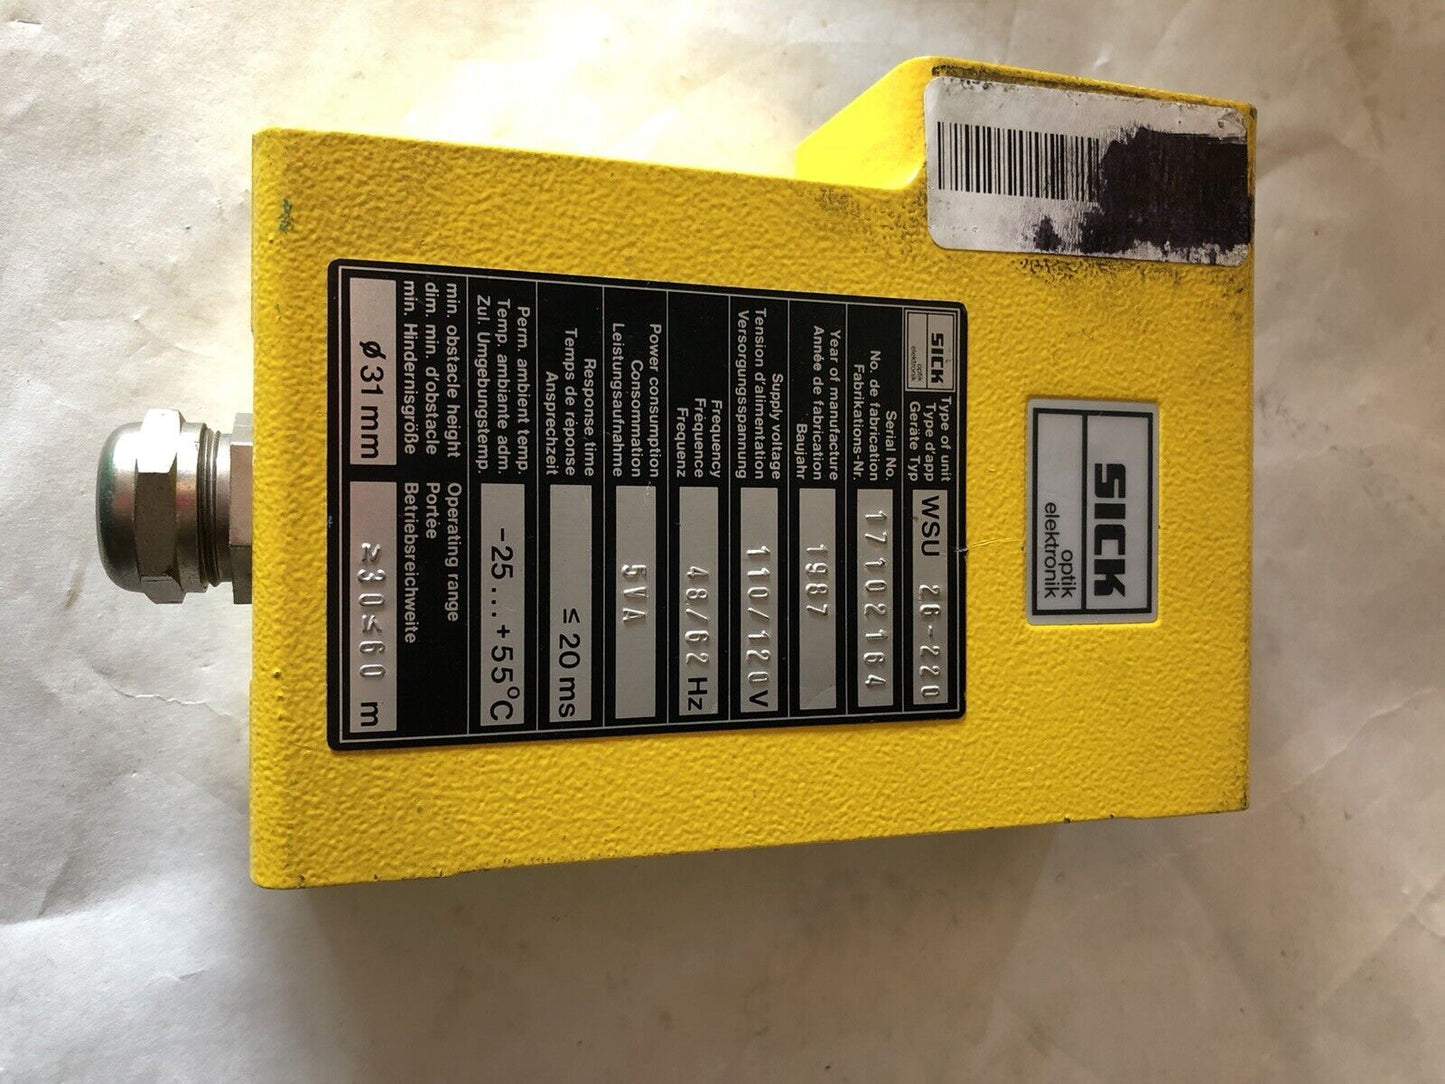 SICK
optik
elektronik
SICK
optik
elektronik
Type of unit
Type d'app
Geräte Typ
WSU 26-220
Serial No.
No. de fabrication
Fabrikations-Nr.
17102164
Year of manufacture
Année de fabrication
Baujahr
1987
Supply voltage
Tension d'alimentation
Versorgungsspannung
110/120 V
Frequency
Fréquence
Frequenz
48/62 Hz
Power consumption
Consommation
Leistungsaufnahme
5VA
Response time
Temps de réponse
Ansprechzeit
≤ 20 ms
Perm. ambient temp.
Temp. ambiante adm.
Zul. Umgebungstemp.
-25...+55°C
min. obstacle height
dim. min. d'obstacle
min. Hindernisgröße
ø 31 mm
Operating range
Portée
Betriebsreichweite
≥30≤60 m